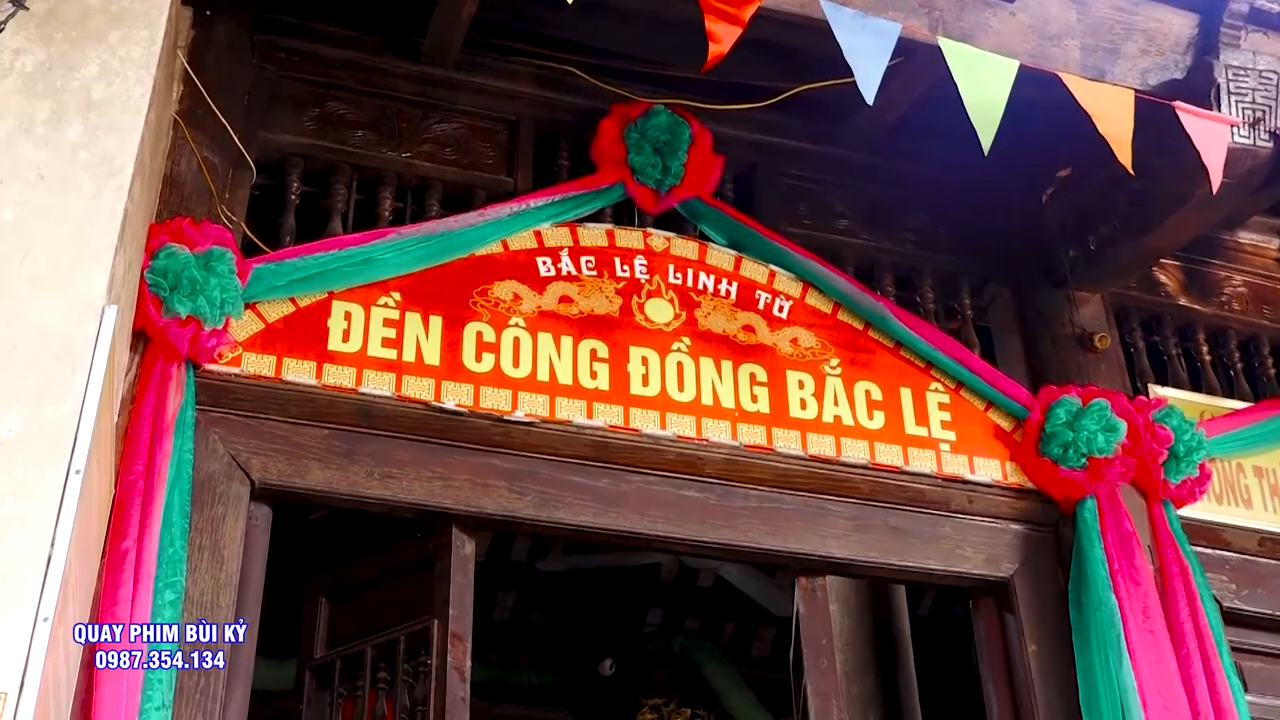 BẮC LỆ LINH TỪ
ĐỀN CÔNG ĐỒNG BẮC LỆ
QUAY PHIM BÙI KỶ
0987.354.134